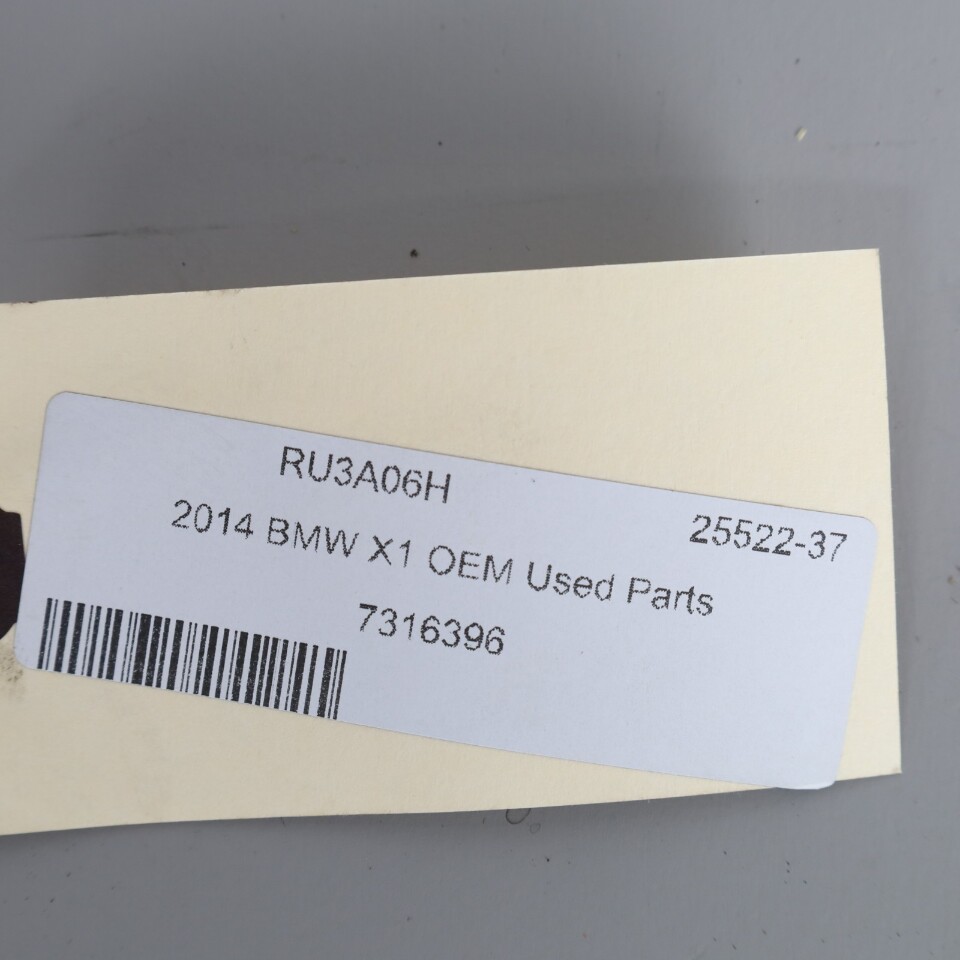 RU3A06H
25522-37
2014 BMW X1 OEM Used Parts
7316396